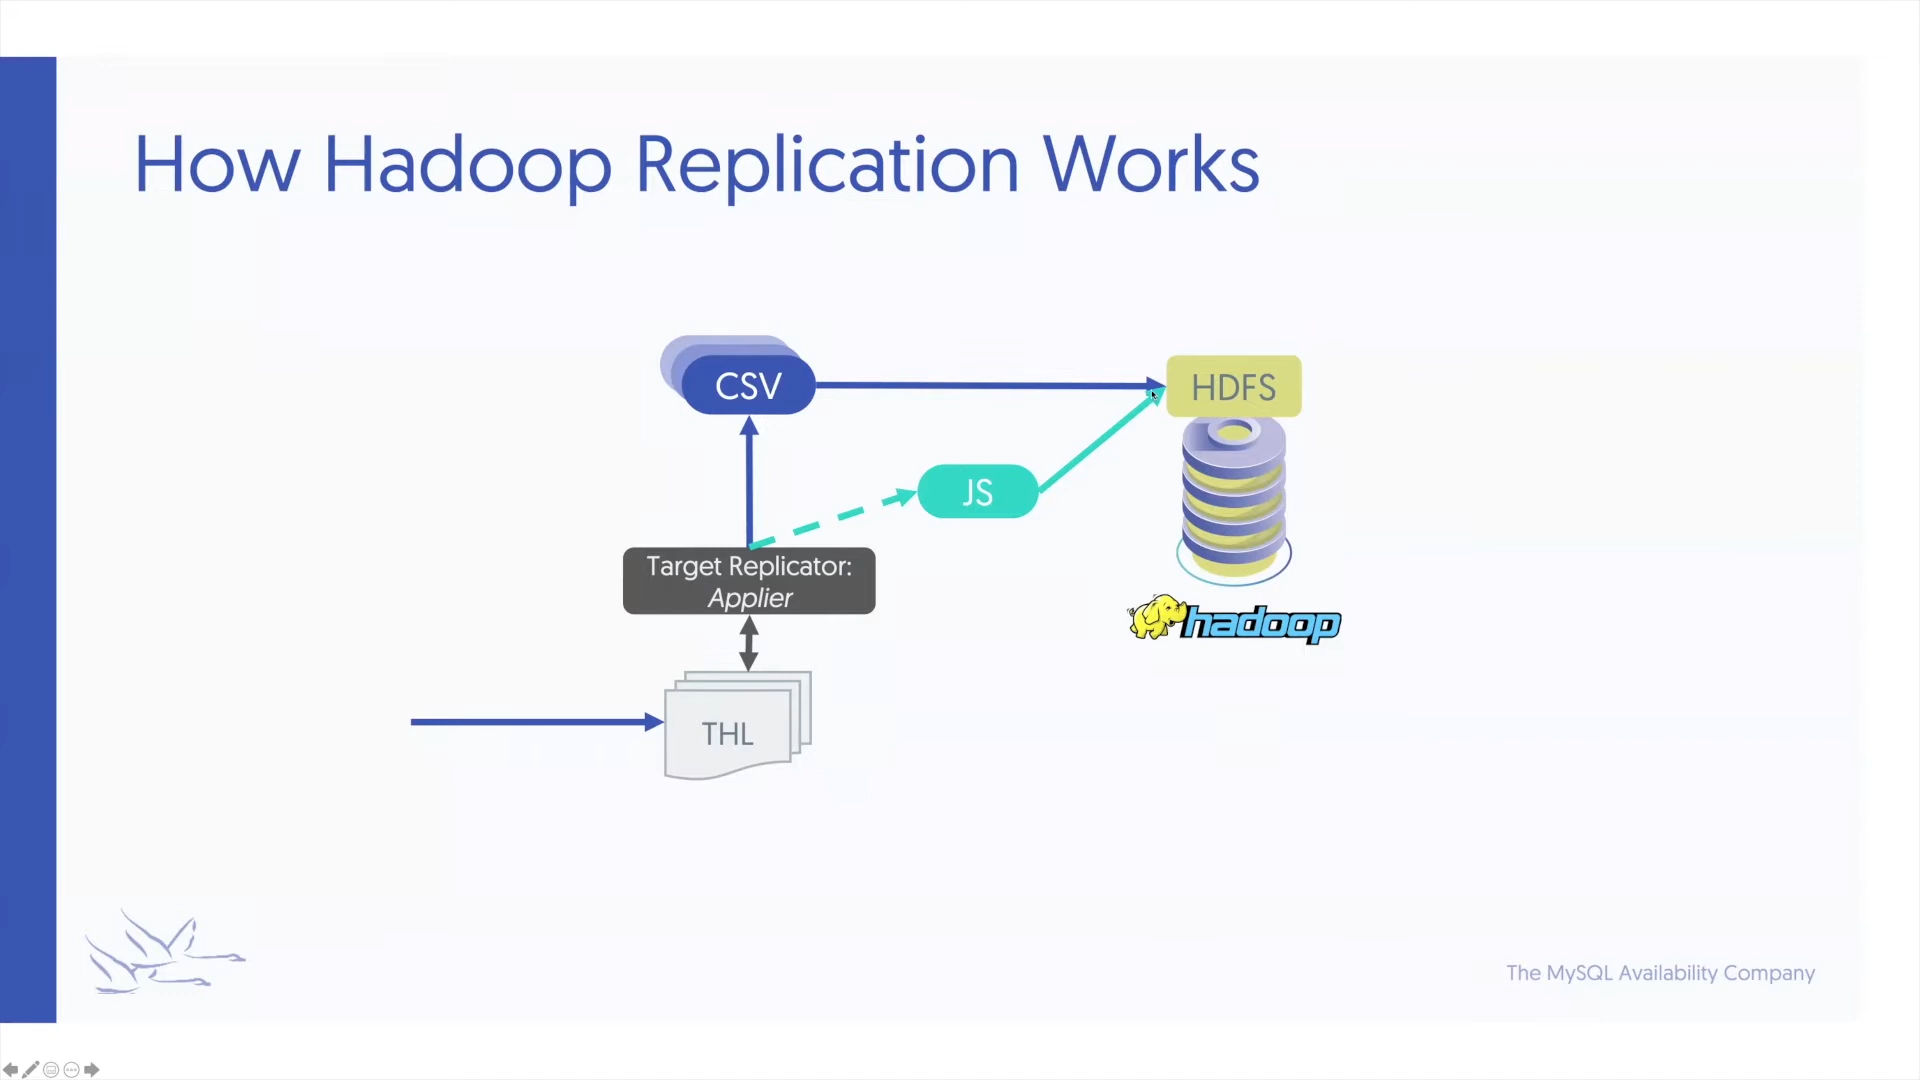 How Hadoop Replication Works
CSV
HDFS
JS
Target Replicator:
Applier
hadoop
THL
The MySQL Availability Company